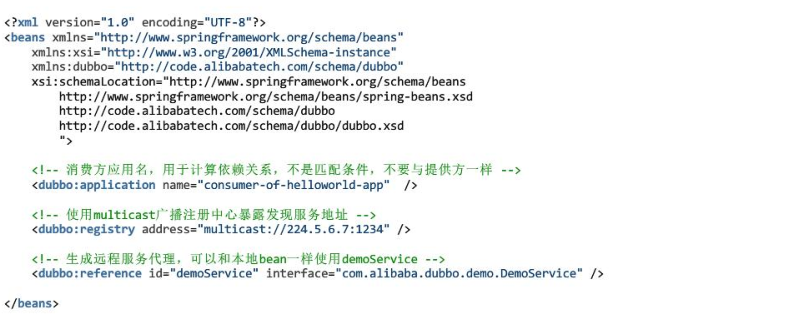 <?xml version="1.0" encoding="UTF-8"?>
<beans xmlns="http://www.springframework.org/schema/beans"
xmlns:xsi="http://www.w3.org/2001/XMLSchema-instance"
xmlns:dubbo="http://code.alibabatech.com/schema/dubbo"
xsi:schemaLocation="http://www.springframework.org/schema/beans
http://www.springframework.org/schema/beans/spring-beans.xsd
http://code.alibabatech.com/schema/dubbo
http://code.alibabatech.com/schema/dubbo/dubbo.xsd
">
<!-- 消费方应用名，用于计算依赖关系，不是匹配条件，不要与提供方一样 -->
<dubbo:application name="consumer-of-helloworld-app" />
<!-- 使用multicast广播注册中心暴露发现服务地址 -->
<dubbo:registry address="multicast://224.5.6.7:1234" />
<!-- 生成远程服务代理，可以和本地bean一样使用demoService -->
<dubbo:reference id="demoService" interface="com.alibaba.dubbo.demo.DemoService" />
</beans>